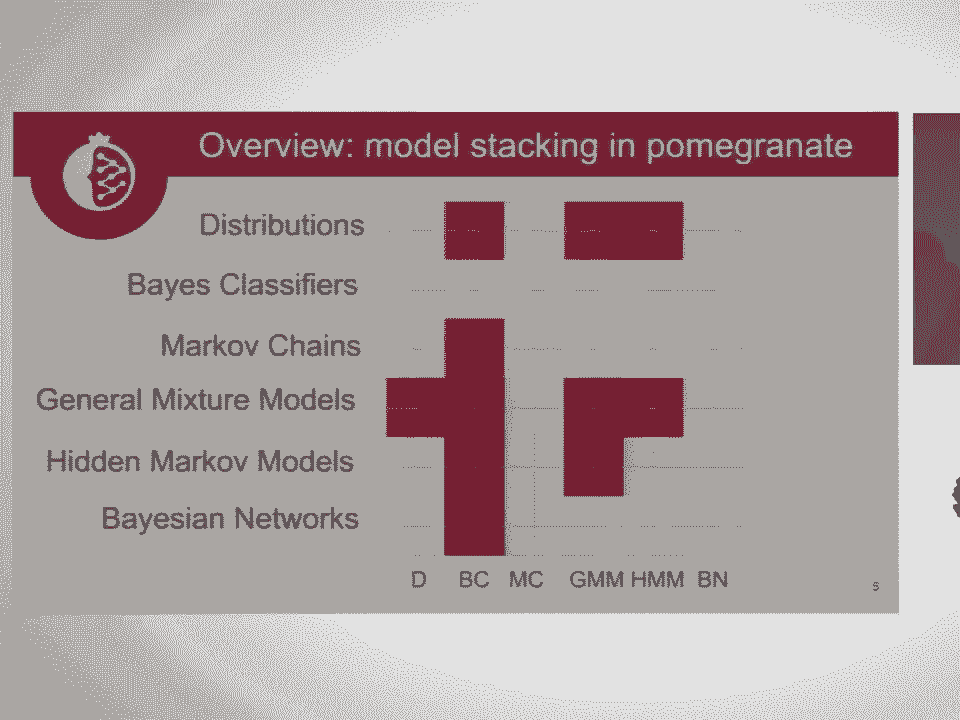 Overview: model stacking in pomegranate
Distributions
Bayes Classifiers
Markov Chains
General Mixture Models
Hidden Markov Models
Bayesian Networks
D BC MC GMM HMM BN
5